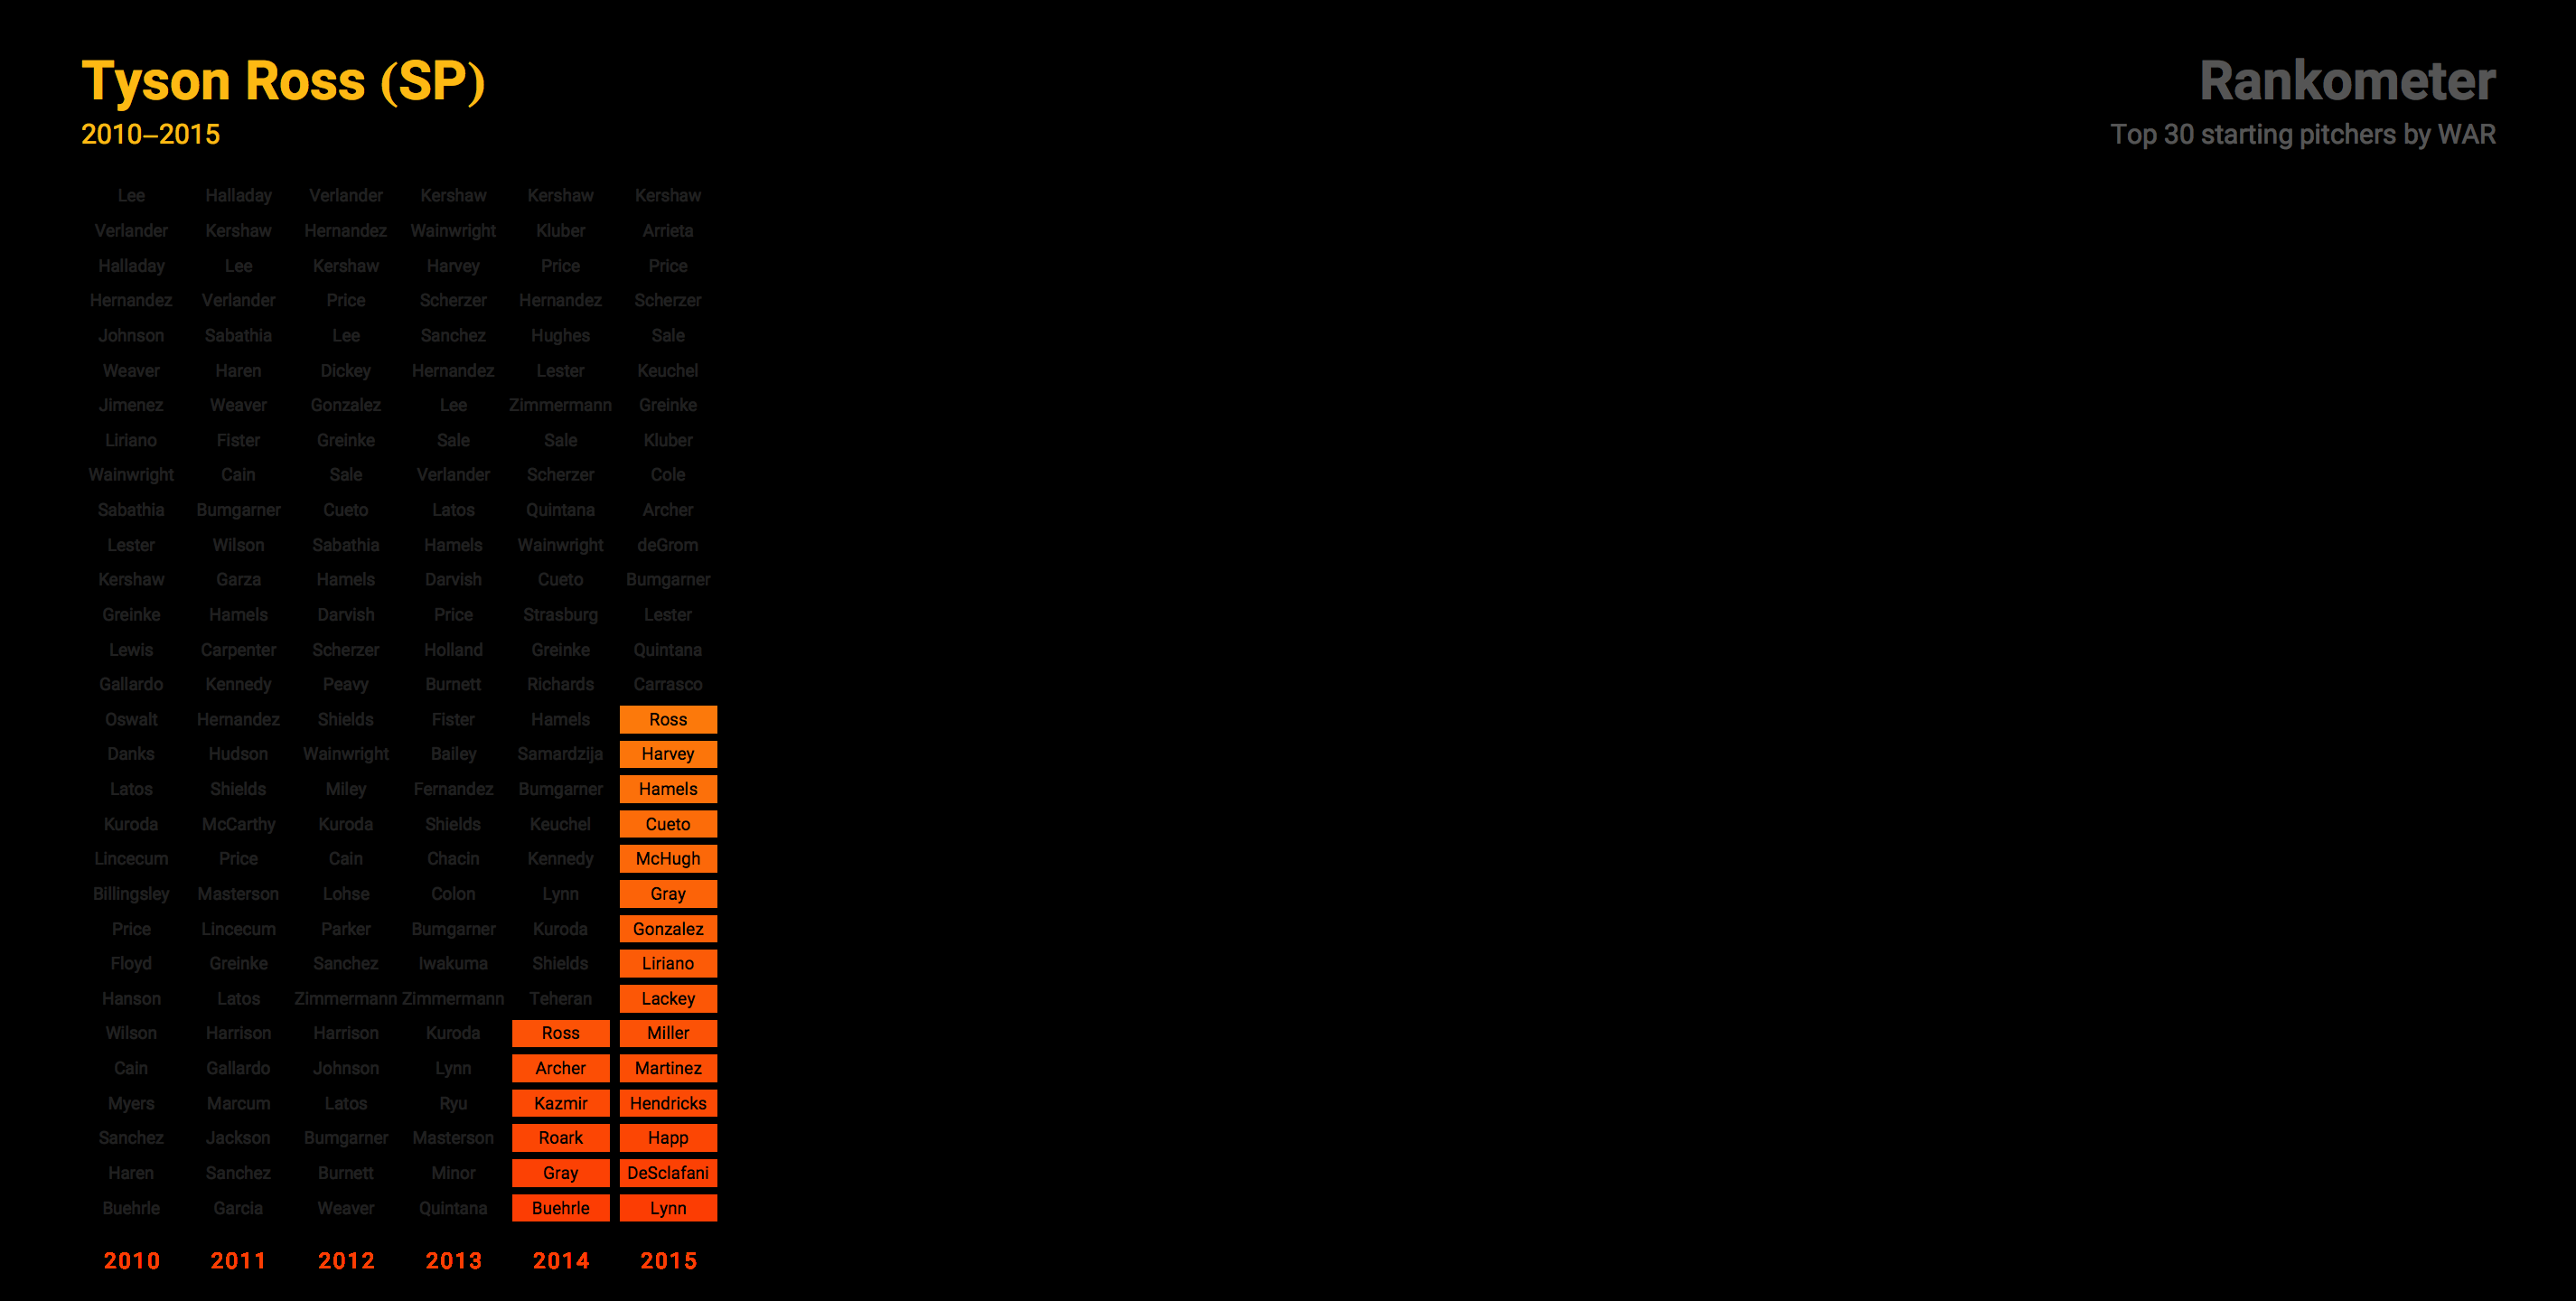 Tyson Ross (SP)
2010–2015
Rankometer
Top 30 starting pitchers by WAR
Lee Halladay Verlander Kershaw Kershaw Kershaw
Verlander Kershaw Hernandez Wainwright Kluber Arrieta
Halladay Lee Kershaw Harvey Price Price
Hernandez Verlander Price Scherzer Hernandez Scherzer
Johnson Sabathia Lee Sanchez Hughes Sale
Weaver Haren Dickey Hernandez Lester Keuchel
Jimenez Weaver Gonzalez Lee Zimmermann Greinke
Liriano Fister Greinke Sale Sale Kluber
Wainwright Cain Sale Verlander Scherzer Cole
Sabathia Bumgarner Cueto Latos Quintana Archer
Lester Wilson Sabathia Hamels Wainwright deGrom
Kershaw Garza Hamels Darvish Cueto Bumgarner
Greinke Hamels Darvish Price Strasburg Lester
Lewis Carpenter Scherzer Holland Greinke Quintana
Gallardo Kennedy Peavy Burnett Richards Carrasco
Oswalt Hernandez Shields Fister Hamels Ross
Danks Hudson Wainwright Bailey Samardzija Harvey
Latos Shields Miley Fernandez Bumgarner Hamels
Kuroda McCarthy Kuroda Shields Keuchel Cueto
Lincecum Price Cain Chacin Kennedy McHugh
Billingsley Masterson Lohse Colon Lynn Gray
Price Lincecum Parker Bumgarner Kuroda Gonzalez
Floyd Greinke Sanchez Iwakuma Shields Liriano
Hanson Latos Zimmermann Zimmermann Teheran Lackey
Wilson Harrison Harrison Kuroda Ross Miller
Cain Gallardo Johnson Lynn Archer Martinez
Myers Marcum Latos Ryu Kazmir Hendricks
Sanchez Jackson Bumgarner Masterson Roark Happ
Haren Sanchez Burnett Minor Gray DeSclafani
Buehrle Garcia Weaver Quintana Buehrle Lynn
2010 2011 2012 2013 2014 2015